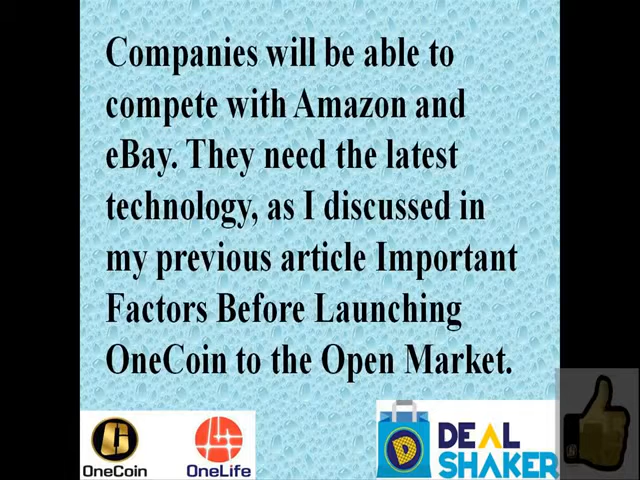 Companies will be able to
compete with Amazon and
eBay. They need the latest
technology, as I discussed in
my previous article Important
Factors Before Launching
OneCoin to the Open Market.
OneCoin
OneLife
DEAL
SHAKER